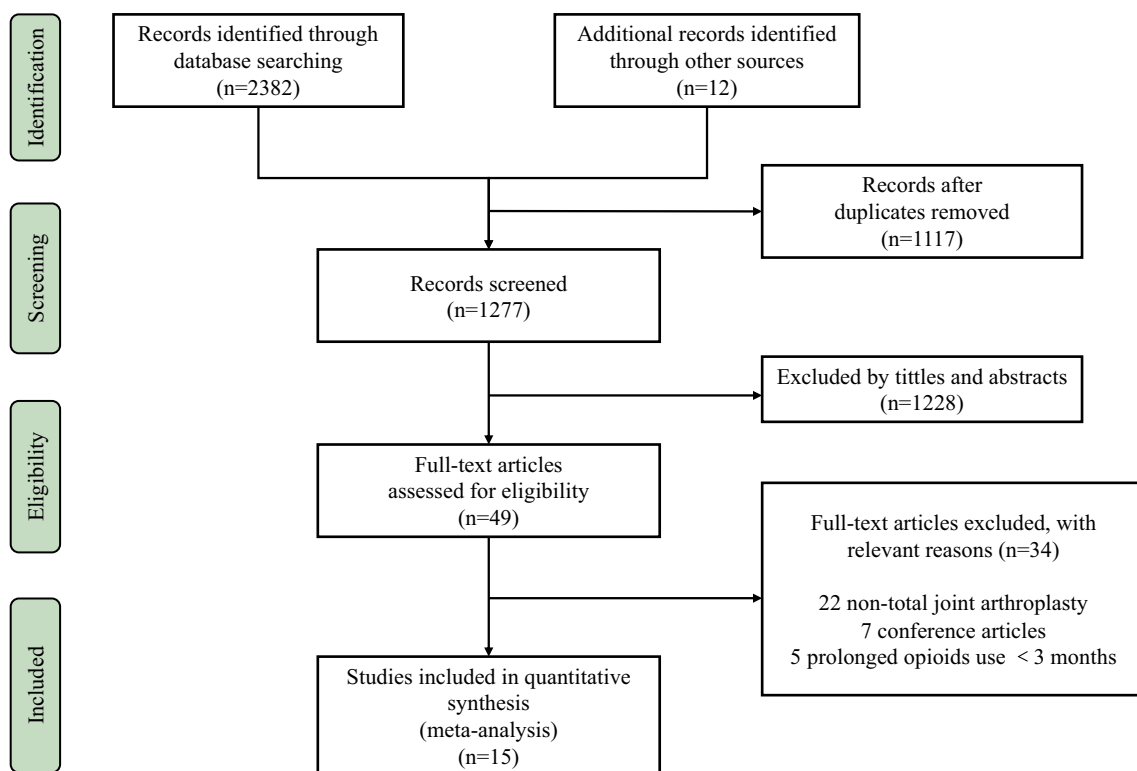 Identification
Records identified through
database searching
(n=2382)
Additional records identified
through other sources
(n=12)
Records after
duplicates removed
(n=1117)
Screening
Records screened
(n=1277)
Excluded by tittles and abstracts
(n=1228)
Eligibility
Full-text articles
assessed for eligibility
(n=49)
Full-text articles excluded, with
relevant reasons (n=34)
22 non-total joint arthroplasty
7 conference articles
5 prolonged opioids use < 3 months
Included
Studies included in quantitative
synthesis
(meta-analysis)
(n=15)